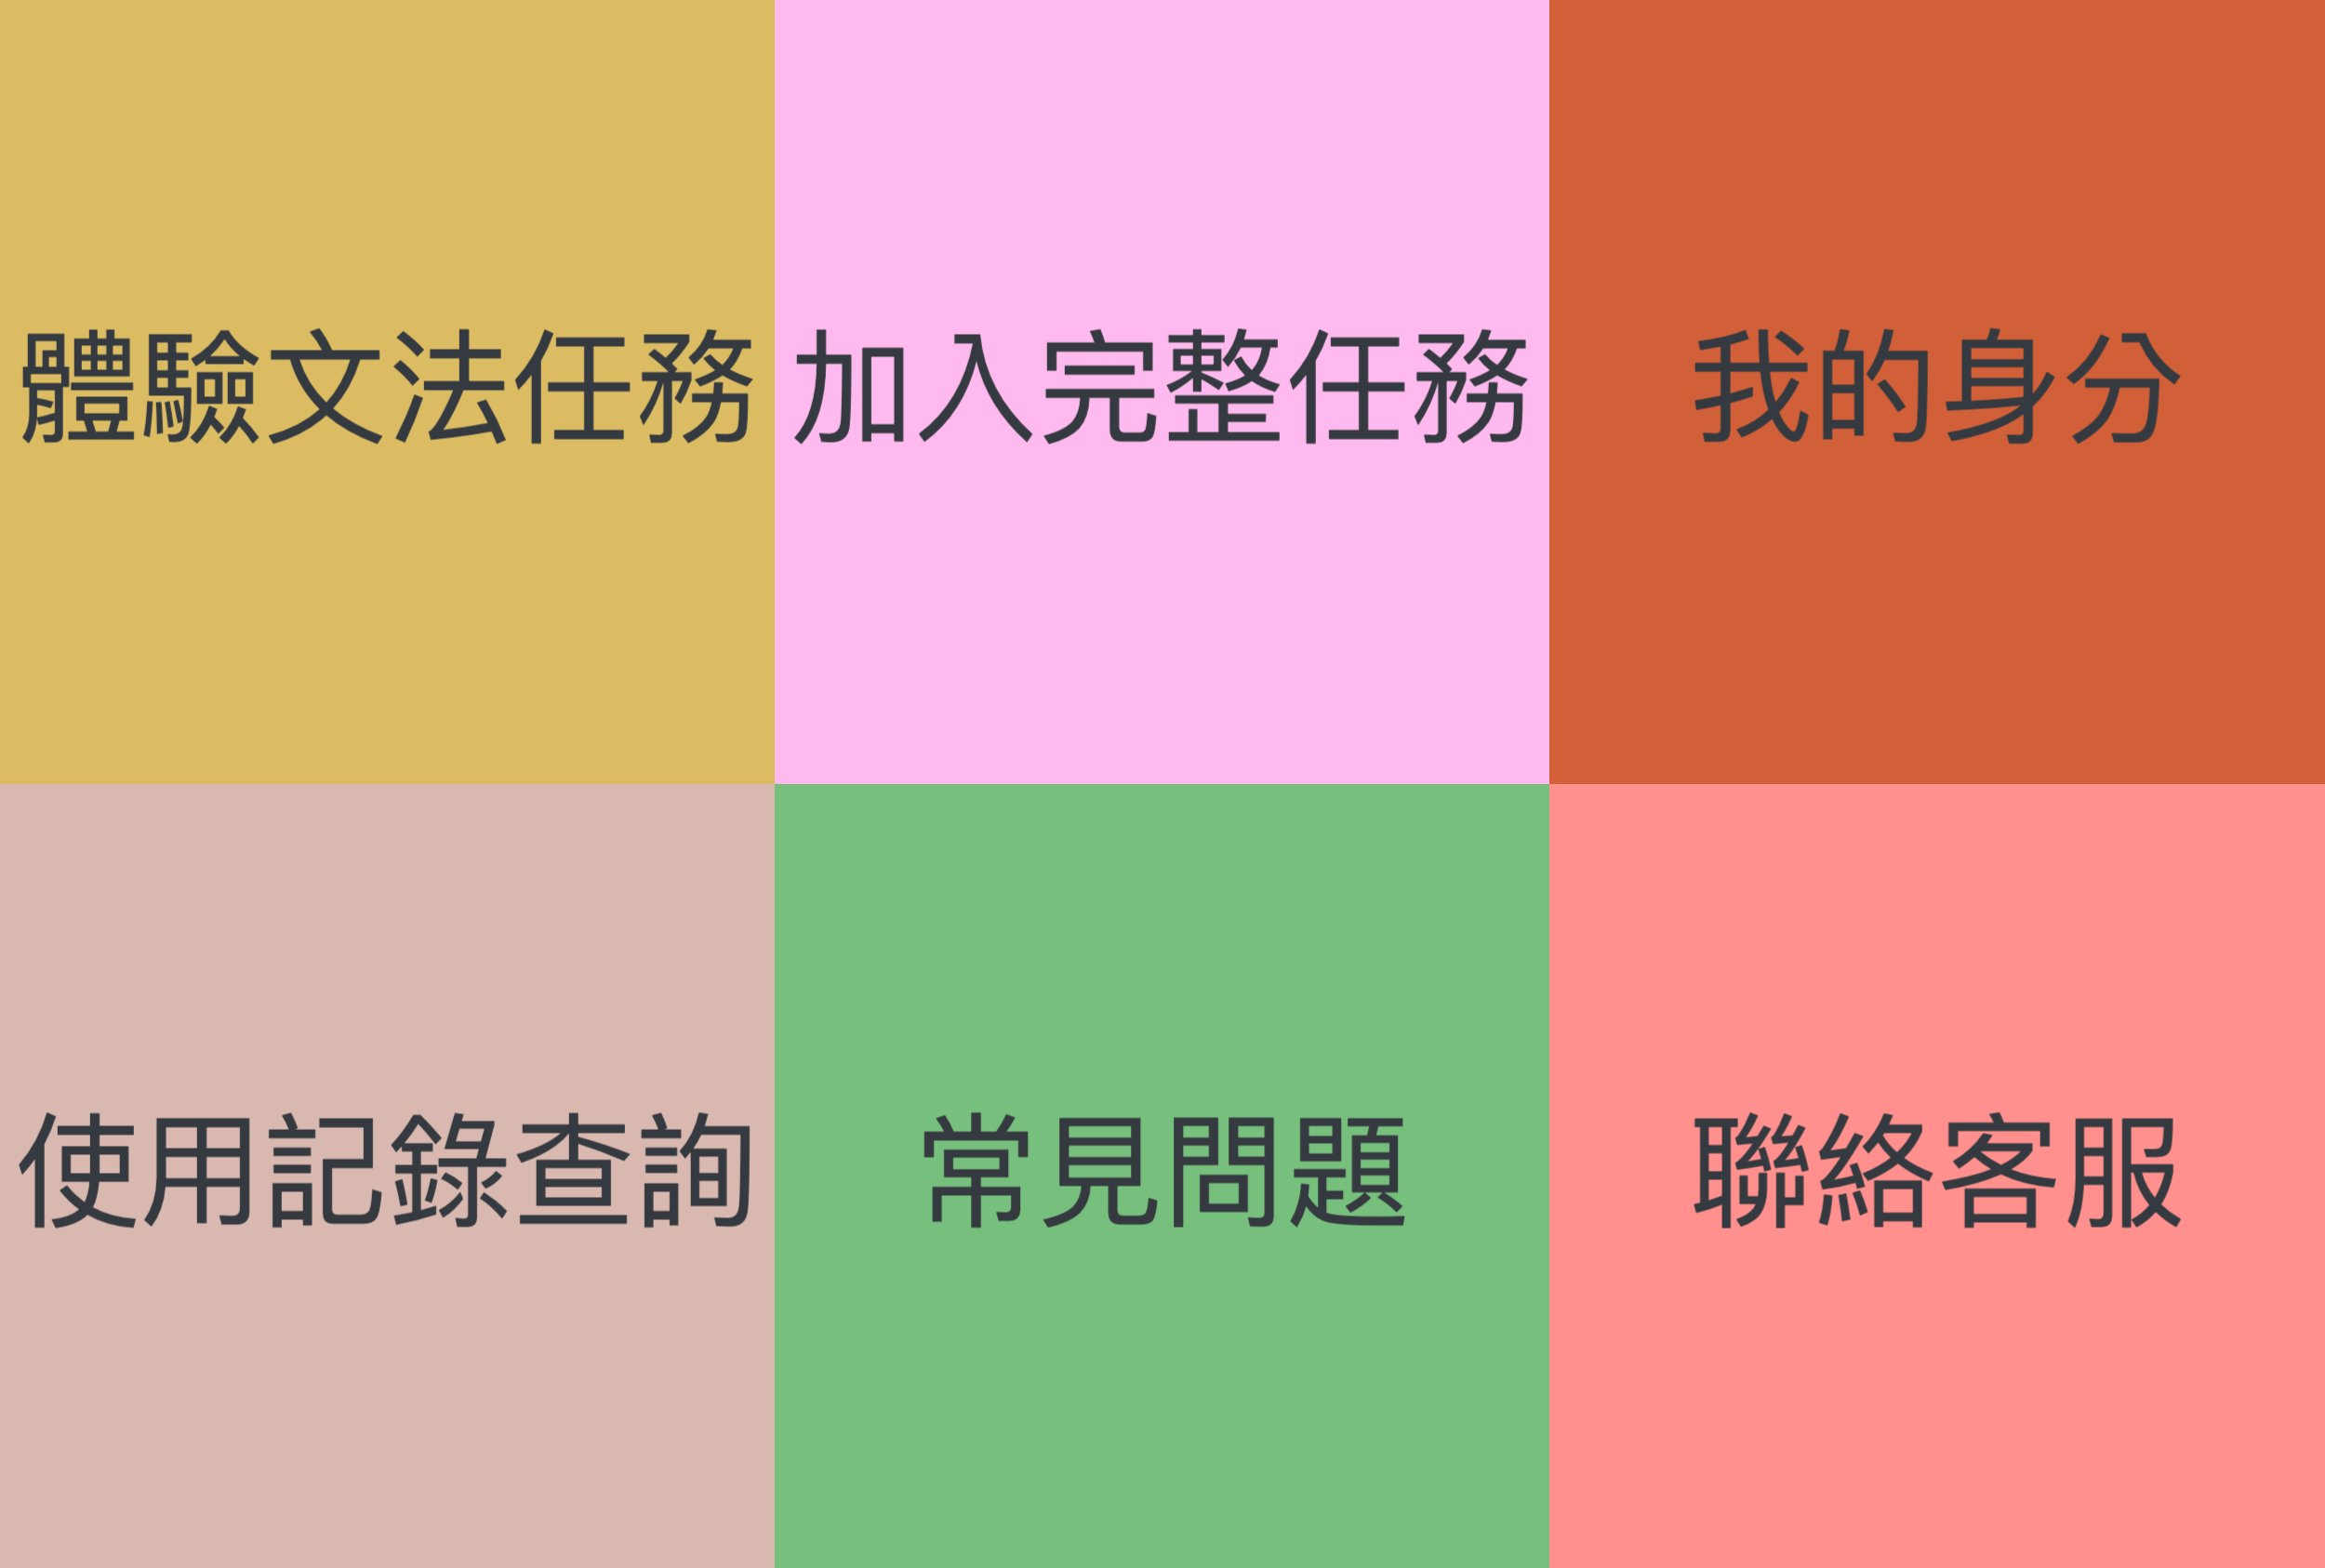 體驗文法任務
加入完整任務
我的身分
使用記錄查詢
常見問題
聯絡客服